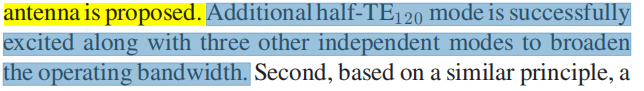 antenna is proposed. Additional half-TE₁₂₀ mode is successfully
excited along with three other independent modes to broaden
the operating bandwidth. Second, based on a similar principle, a